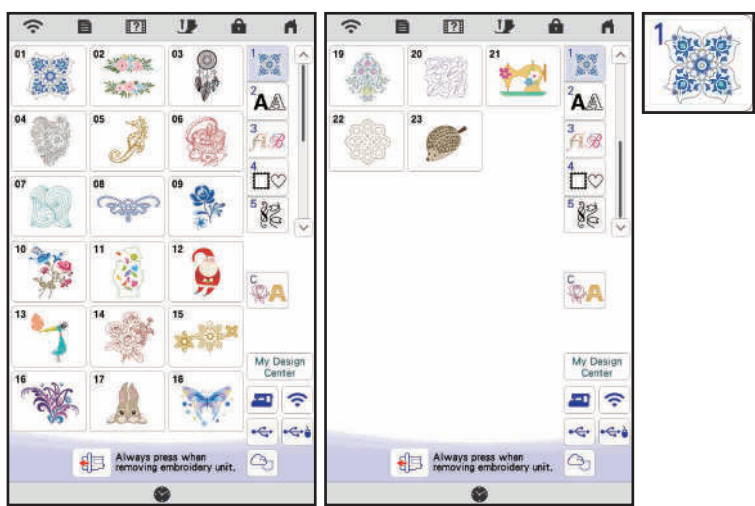 01 02 03
1
2
AA
04 05 06
3
A B
4
07 08 09
5
10 11 12
C
A
13 14 15
My Design
Center
16 17 18
Always press when
removing embroidery unit.
19 20 21
1
2
AA
22 23
3
A B
4
5
C
A
My Design
Center
Always press when
removing embroidery unit.
1